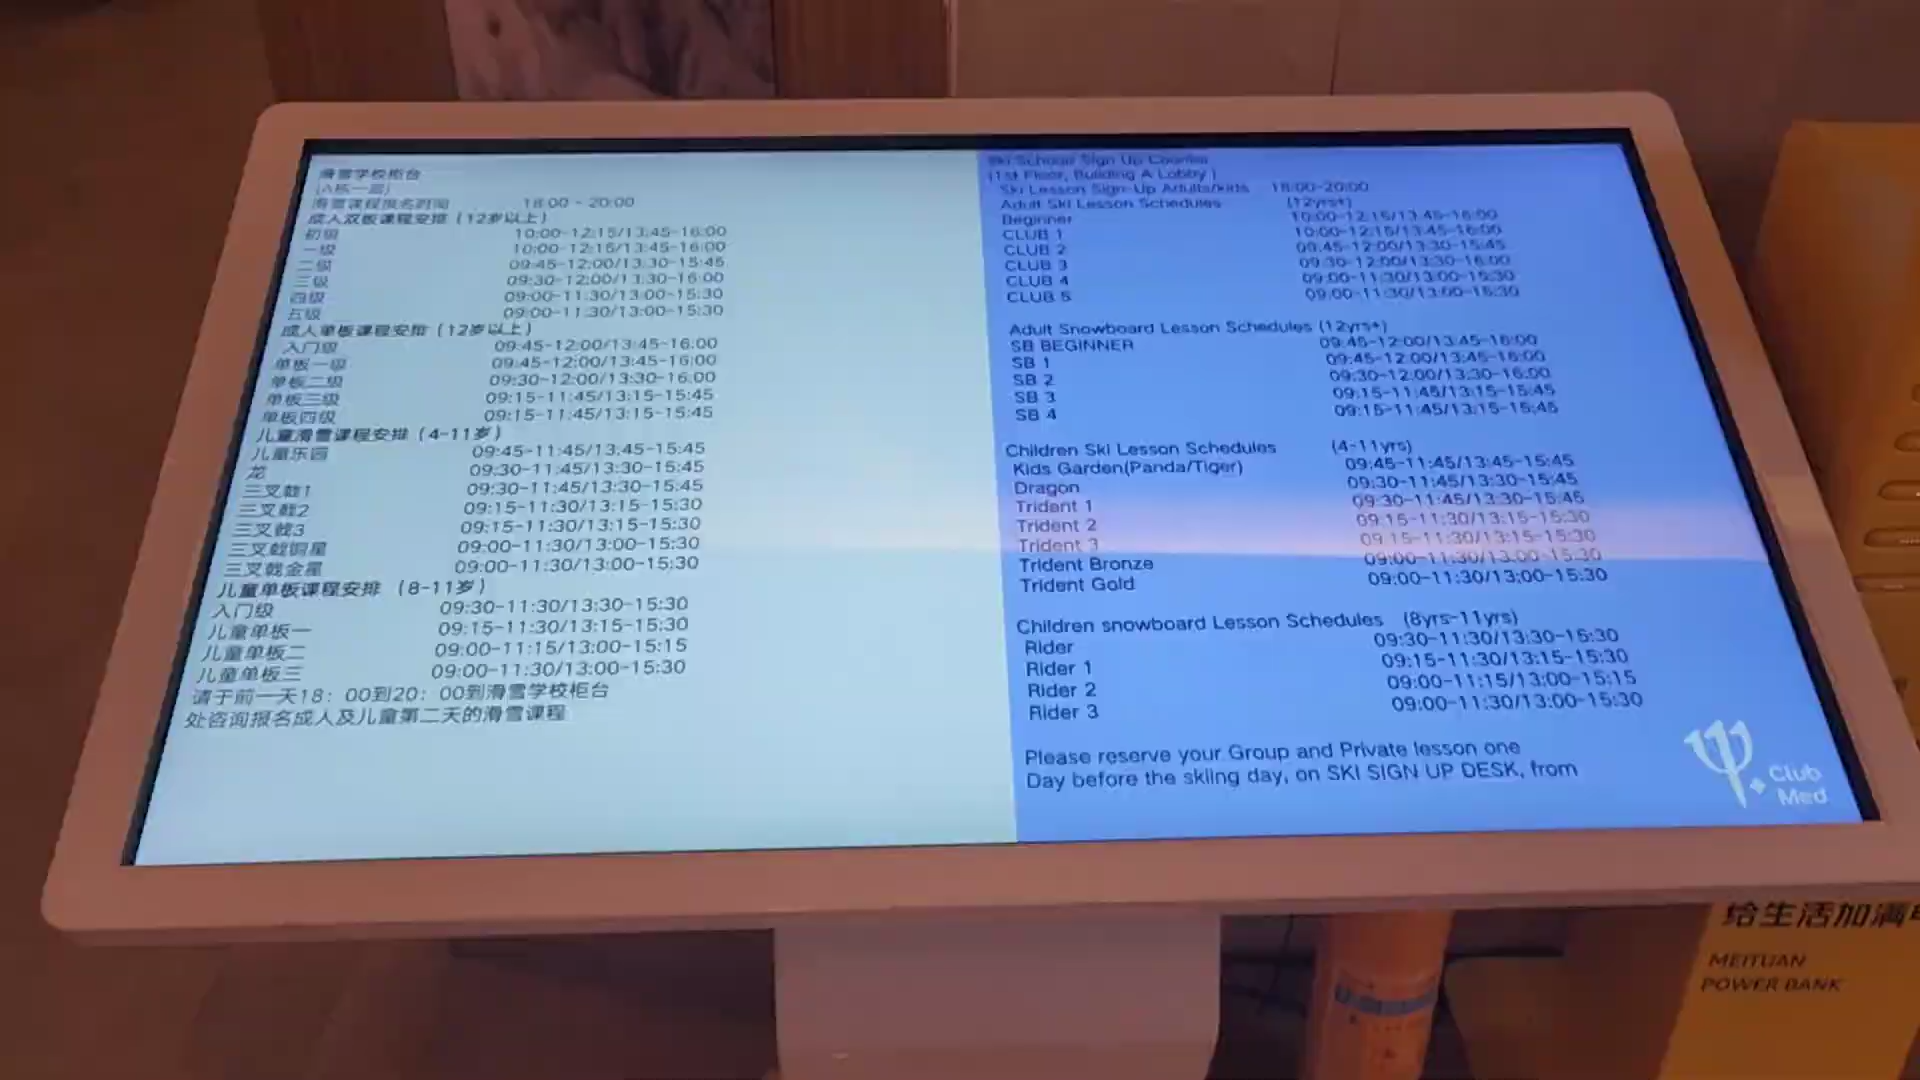 滑雪学校柜台
(A栋一层)
滑雪课程报名时间 18:00 - 20:00
成人双板课程安排 (12岁以上)
初级 10:00-12:15/13:45-16:00
一级 10:00-12:15/13:45-16:00
二级 09:45-12:00/13:30-15:45
三级 09:30-12:00/13:30-16:00
四级 09:00-11:30/13:00-15:30
五级 09:00-11:30/13:00-15:30
成人单板课程安排 (12岁以上)
入门级 09:45-12:00/13:45-16:00
单板一级 09:45-12:00/13:45-16:00
单板二级 09:30-12:00/13:30-16:00
单板三级 09:15-11:45/13:15-15:45
单板四级 09:15-11:45/13:15-15:45
儿童滑雪课程安排 (4-11岁)
儿童乐园 09:45-11:45/13:45-15:45
龙 09:30-11:45/13:30-15:45
三叉戟1 09:30-11:45/13:30-15:45
三叉戟2 09:15-11:30/13:15-15:30
三叉戟3 09:15-11:30/13:15-15:30
三叉戟铜星 09:00-11:30/13:00-15:30
三叉戟金星 09:00-11:30/13:00-15:30
儿童单板课程安排 (8-11岁)
入门级 09:30-11:30/13:30-15:30
儿童单板一 09:15-11:30/13:15-15:30
儿童单板二 09:00-11:15/13:00-15:15
儿童单板三 09:00-11:30/13:00-15:30
请于前一天18：00到20：00到滑雪学校柜台
处咨询报名成人及儿童第二天的滑雪课程
Ski School Sign Up Counter
(1st Floor, Building A Lobby )
Ski Lesson Sign-Up Adults/kids 18:00-20:00
Adult Ski Lesson Schedules (12yrs+)
Beginner 10:00-12:15/13:45-16:00
CLUB 1 10:00-12:15/13:45-16:00
CLUB 2 09:45-12:00/13:30-15:45
CLUB 3 09:30-12:00/13:30-16:00
CLUB 4 09:00-11:30/13:00-15:30
CLUB 5 09:00-11:30/13:00-15:30
Adult Snowboard Lesson Schedules (12yrs+)
SB BEGINNER 09:45-12:00/13:45-16:00
SB 1 09:45-12:00/13:45-16:00
SB 2 09:30-12:00/13:30-16:00
SB 3 09:15-11:45/13:15-15:45
SB 4 09:15-11:45/13:15-15:45
Children Ski Lesson Schedules (4-11yrs)
Kids Garden(Panda/Tiger) 09:45-11:45/13:45-15:45
Dragon 09:30-11:45/13:30-15:45
Trident 1 09:30-11:45/13:30-15:45
Trident 2 09:15-11:30/13:15-15:30
Trident 3 09:15-11:30/13:15-15:30
Trident Bronze 09:00-11:30/13:00-15:30
Trident Gold 09:00-11:30/13:00-15:30
Children snowboard Lesson Schedules (8yrs-11yrs)
Rider 09:30-11:30/13:30-15:30
Rider 1 09:15-11:30/13:15-15:30
Rider 2 09:00-11:15/13:00-15:15
Rider 3 09:00-11:30/13:00-15:30
Please reserve your Group and Private lesson one
Day before the skiing day, on SKI SIGN UP DESK, from
Club
Med
给生活加满
MEITUAN
POWER BANK